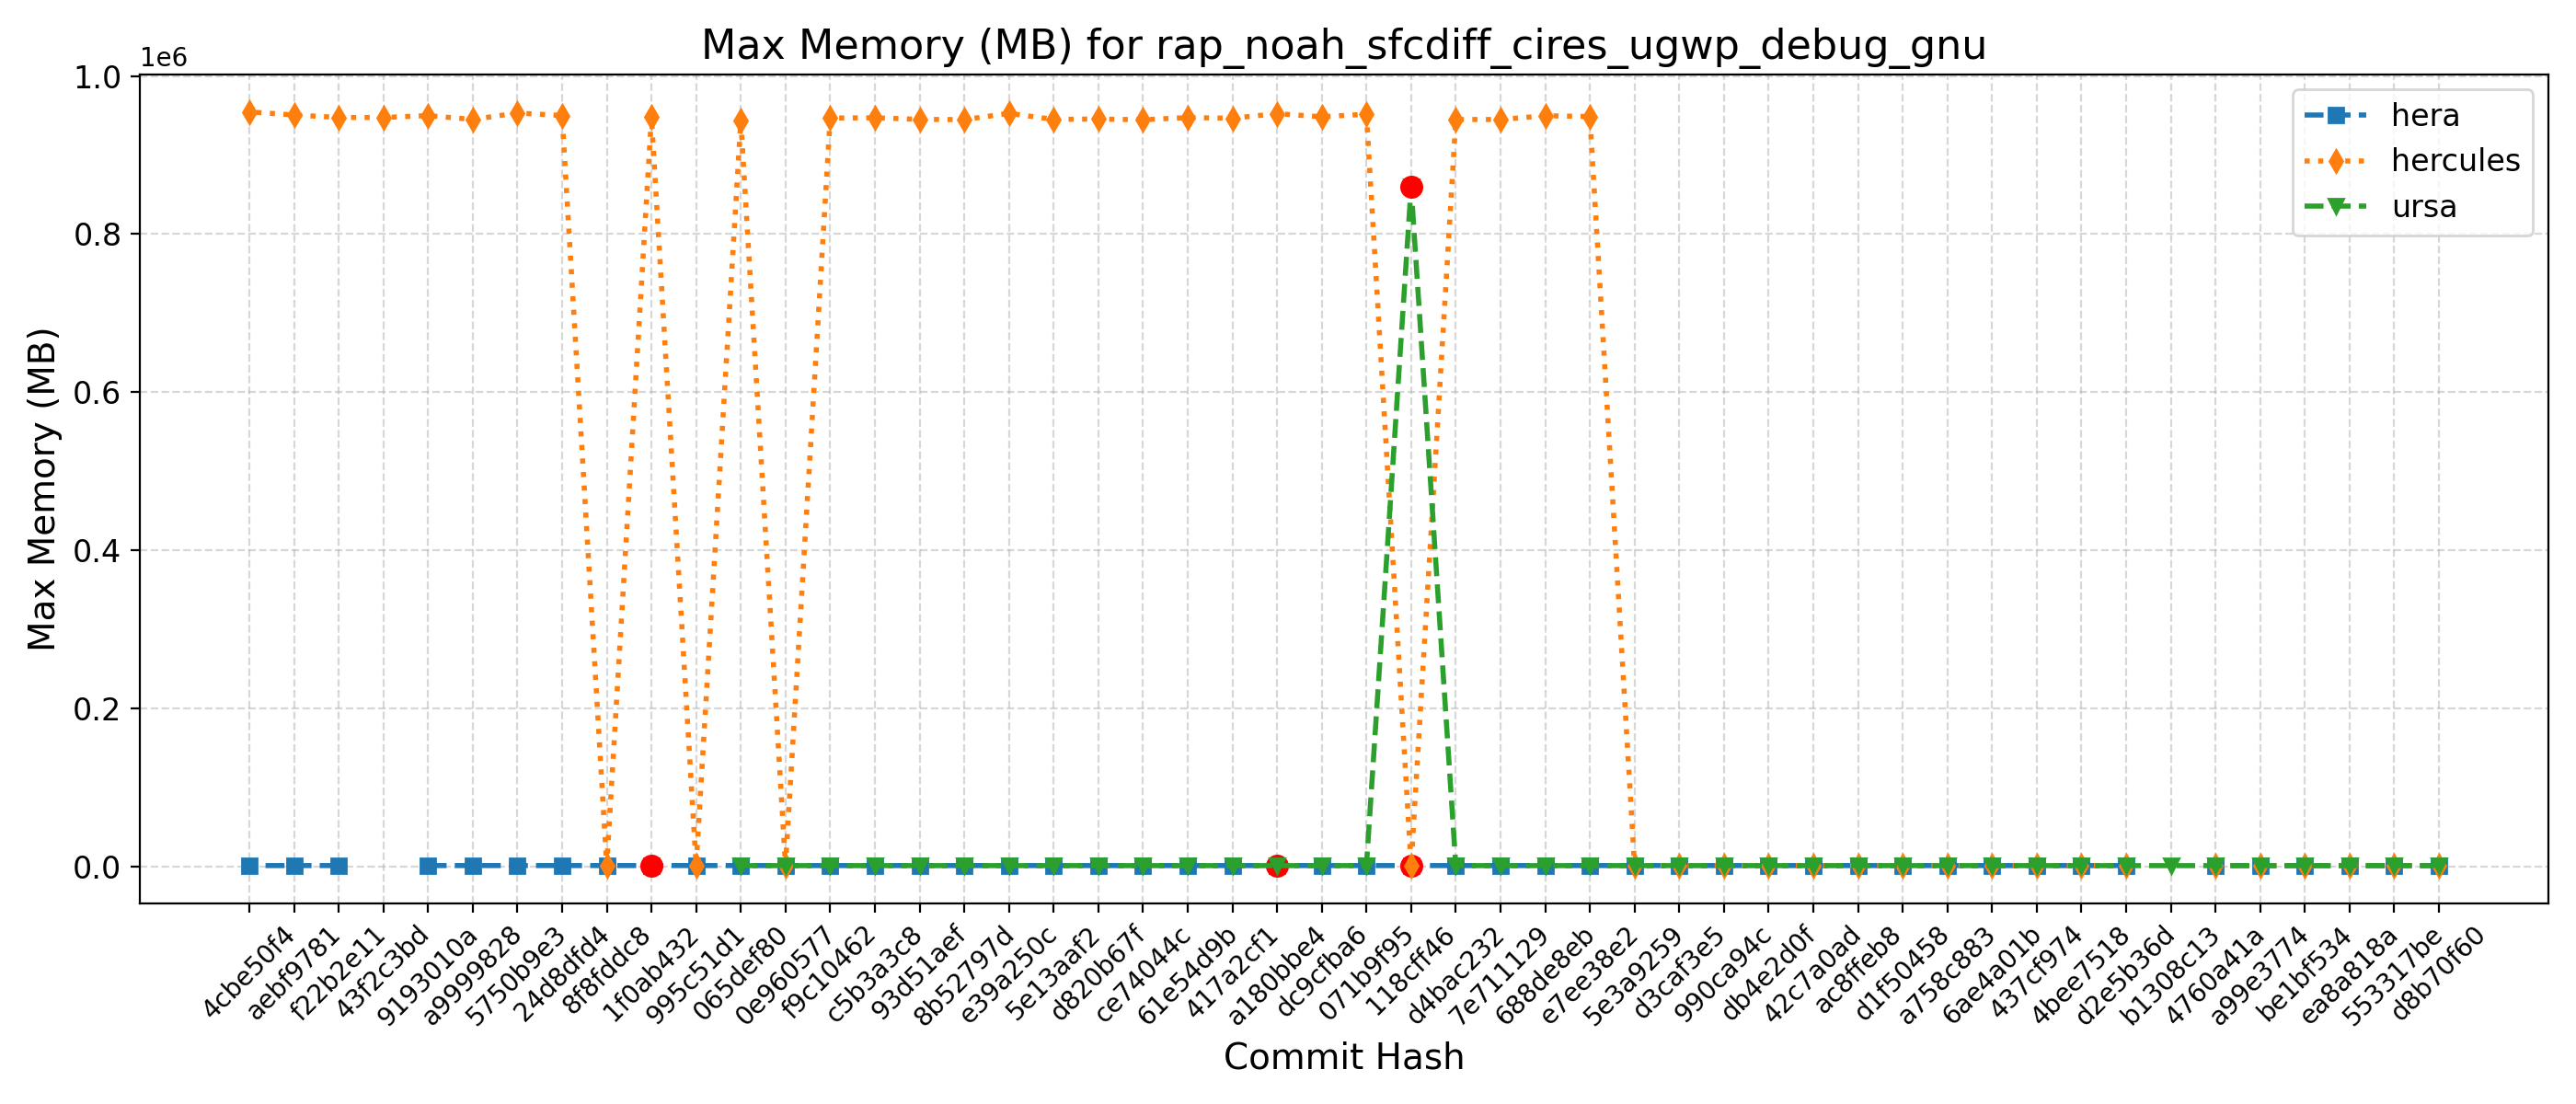 Max Memory (MB) for rap_noah_sfcdiff_cires_ugwp_debug_gnu
1e6
1.0
0.8
0.6
0.4
0.2
0.0
Max Memory (MB)
hera
hercules
ursa
4cbe50f4
aebf9781
f22b2e11
43f2c3bd
9193010a
a9999828
5750b9e3
24d8dfd4
8f8fddc8
1f0ab432
995c51d1
065def80
0e960577
f9c10462
c5b3a3c8
93d51aef
8b52797d
e39a250c
5e13aaf2
d820b67f
ce74044c
61e54d9b
417a2cf1
a180bbe4
dc9cfba6
071b9f95
118cff46
d4bac232
7e711129
688de8eb
e7ee38e2
5e3a9259
d3caf3e5
990ca94c
db4e2d0f
42c7a0ad
ac8ffeb8
d1f50458
a758c883
6ae4a01b
437cf974
4bee7518
d2e5b36d
b1308c13
4760a41a
a99e3774
be1bf534
ea8a818a
553317be
d8b70f60
Commit Hash